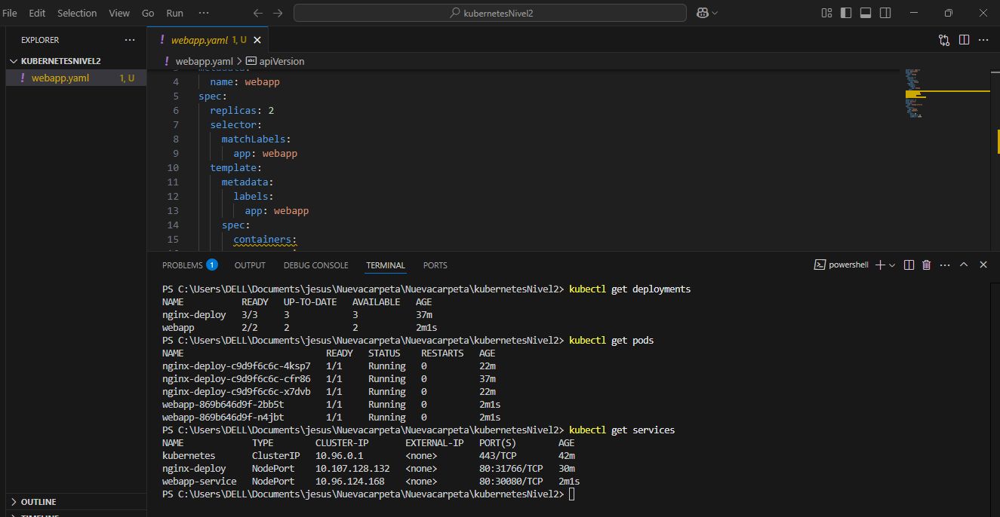 File Edit Selection View Go Run ··· kubernetesNivel2
EXPLORER ···
KUBERNETESNIVEL2
! webapp.yaml 1, U
! webapp.yaml 1, U
! webapp.yaml > apiVersion
4 name: webapp
5 spec:
6 replicas: 2
7 selector:
8 matchLabels:
9 app: webapp
10 template:
11 metadata:
12 labels:
13 app: webapp
14 spec:
15 containers:
PROBLEMS 1 OUTPUT DEBUG CONSOLE TERMINAL PORTS powershell
PS C:\Users\DELL\Documents\jesus\Nuevacarpeta\Nuevacarpeta\kubernetesNivel2> kubectl get deployments
NAME READY UP-TO-DATE AVAILABLE AGE
nginx-deploy 3/3 3 3 37m
webapp 2/2 2 2 2m1s
PS C:\Users\DELL\Documents\jesus\Nuevacarpeta\Nuevacarpeta\kubernetesNivel2> kubectl get pods
NAME READY STATUS RESTARTS AGE
nginx-deploy-c9d9f6c6c-4ksp7 1/1 Running 0 22m
nginx-deploy-c9d9f6c6c-cfr86 1/1 Running 0 37m
nginx-deploy-c9d9f6c6c-x7dvb 1/1 Running 0 22m
webapp-869b646d9f-2bb5t 1/1 Running 0 2m1s
webapp-869b646d9f-n4jbt 1/1 Running 0 2m1s
PS C:\Users\DELL\Documents\jesus\Nuevacarpeta\Nuevacarpeta\kubernetesNivel2> kubectl get services
NAME TYPE CLUSTER-IP EXTERNAL-IP PORT(S) AGE
kubernetes ClusterIP 10.96.0.1 <none> 443/TCP 42m
nginx-deploy NodePort 10.107.128.132 <none> 80:31766/TCP 30m
webapp-service NodePort 10.96.124.168 <none> 80:30080/TCP 2m1s
PS C:\Users\DELL\Documents\jesus\Nuevacarpeta\Nuevacarpeta\kubernetesNivel2>
OUTLINE
TIMELINE